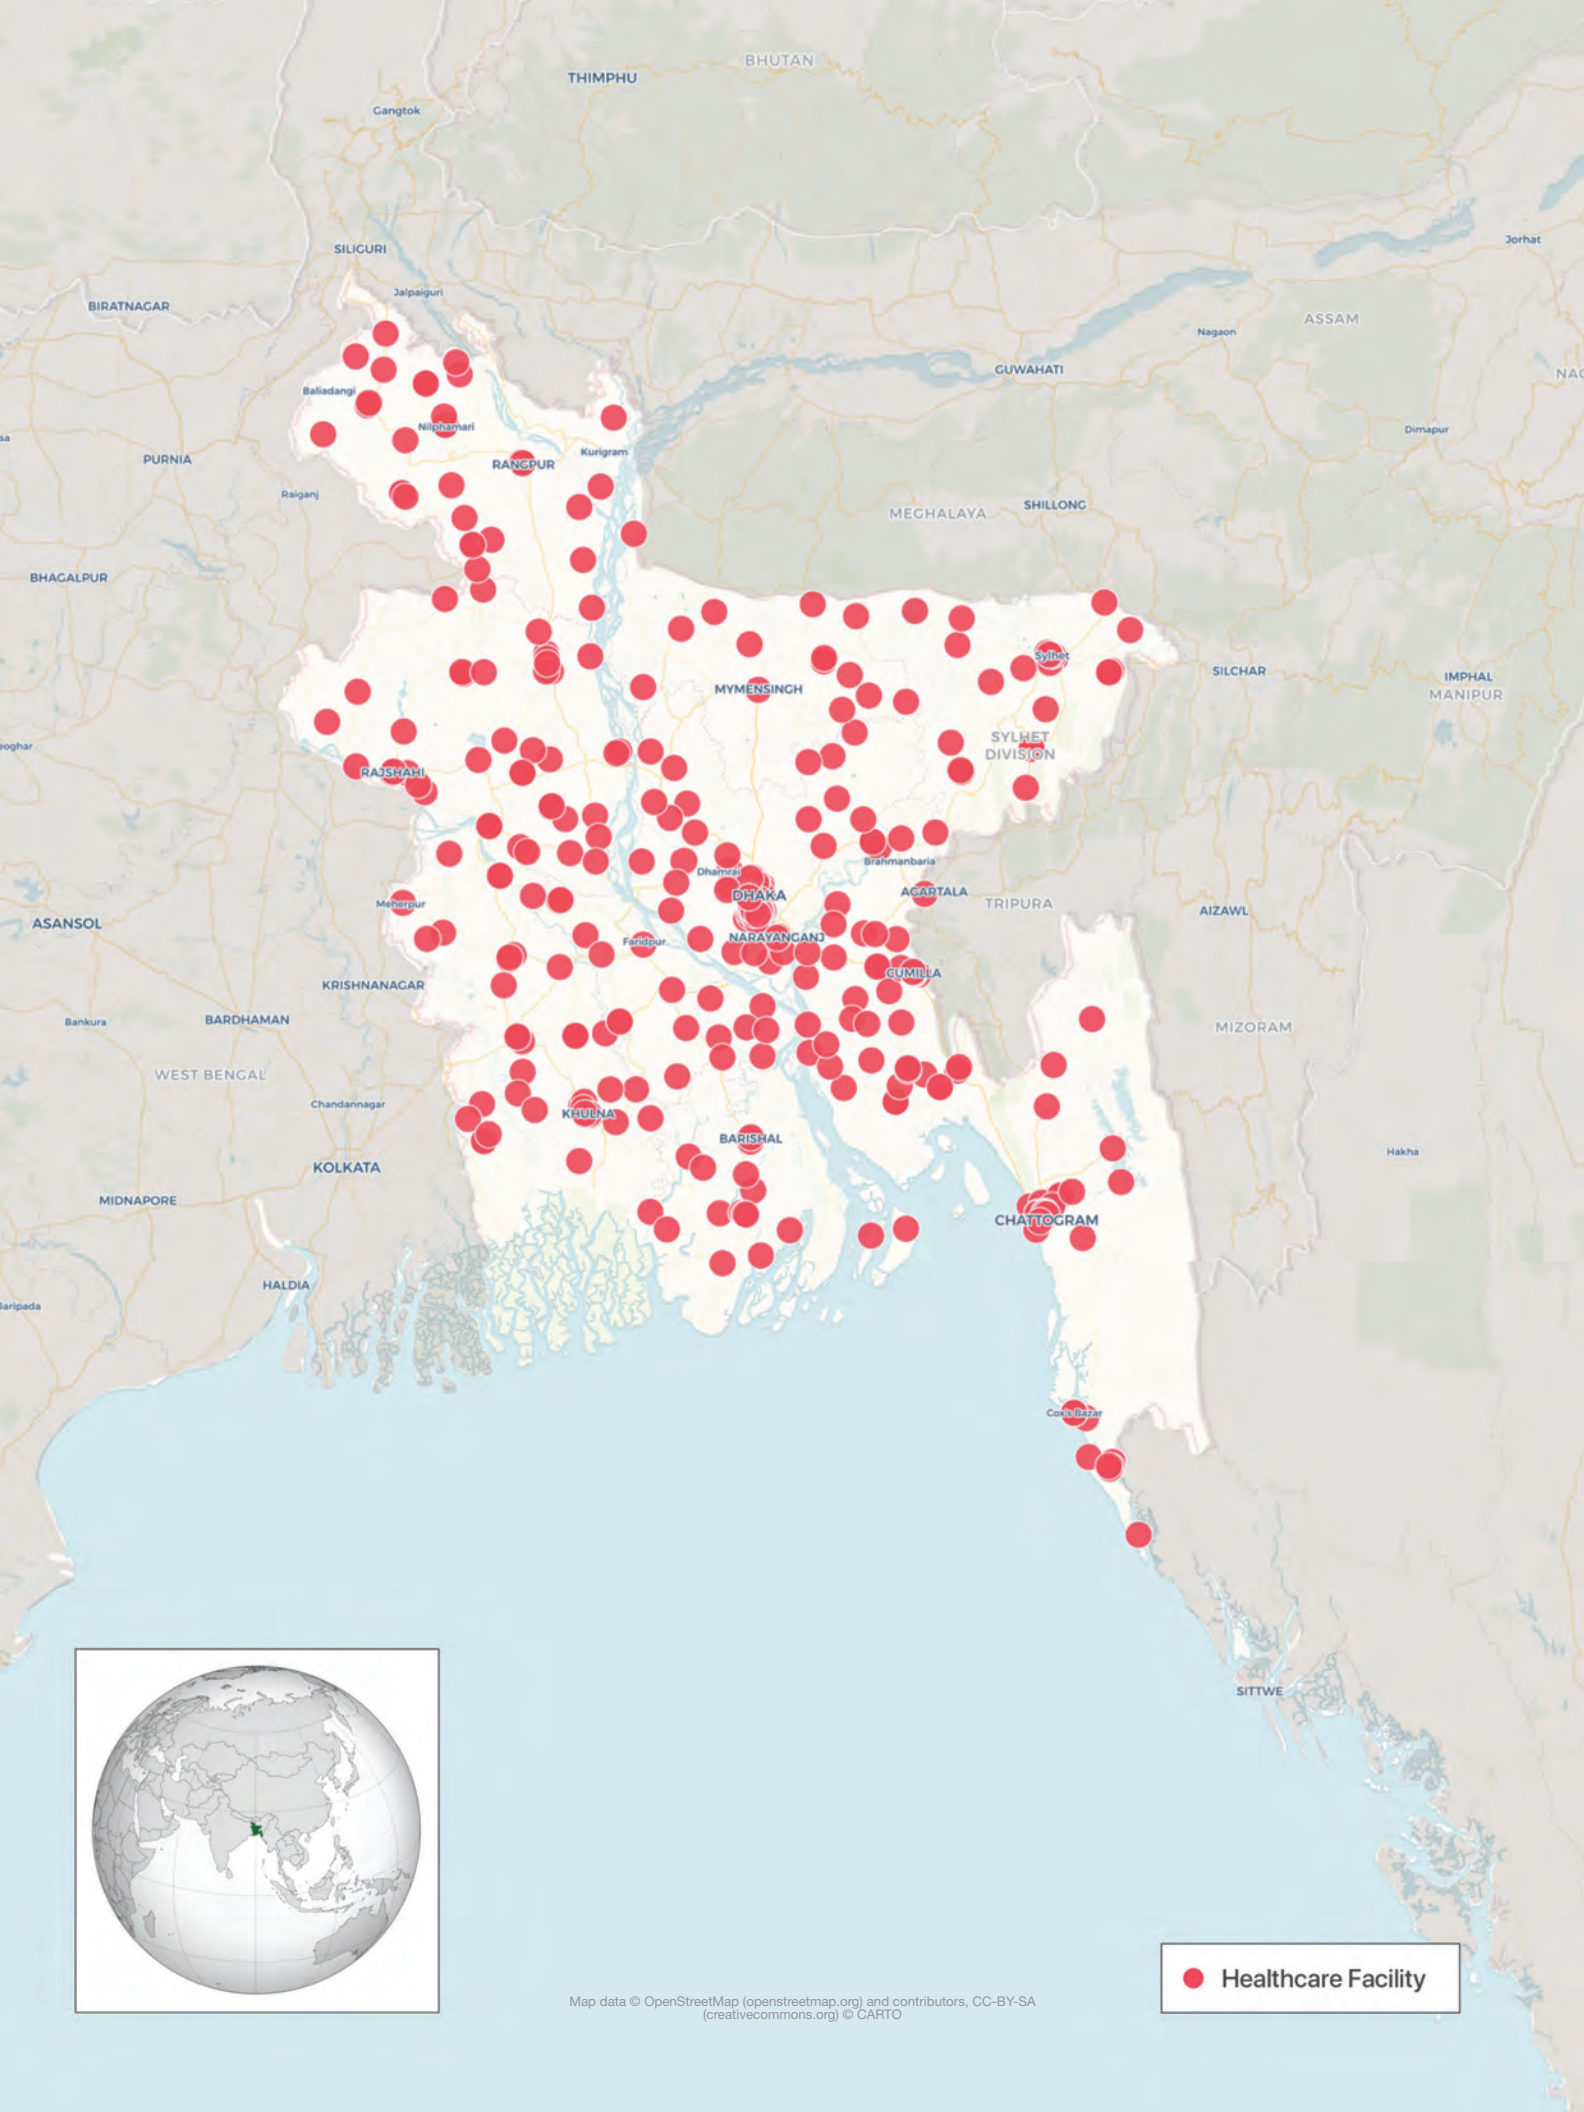 BHUTAN
THIMPHU
Gangtok
Jorhat
SILIGURI
Jalpaiguri
BIRATNAGAR
ASSAM
Nagaon
GUWAHATI
Baliadangi
Nilphamari
Dimapur
PURNIA
RANGPUR
Kurigram
Raiganj
SHILLONG
MEGHALAYA
BHAGALPUR
Sylhet
SILCHAR
IMPHAL
MANIPUR
MYMENSINGH
SYLHET
DIVISION
RAJSHAHI
Brahmanbaria
Dhamrai
DHAKA
AGARTALA
TRIPURA
AIZAWL
Meherpur
ASANSOL
NARAYANGANJ
Faridpur
CUMILLA
KRISHNANAGAR
Bankura
BARDHAMAN
MIZORAM
WEST BENGAL
Chandannagar
KHULNA
BARISHAL
Hakha
KOLKATA
MIDNAPORE
CHATTOGRAM
HALDIA
Cox's Bazar
SITTWE
Healthcare Facility
Map data © OpenStreetMap (openstreetmap.org) and contributors, CC-BY-SA
(creativecommons.org) © CARTO